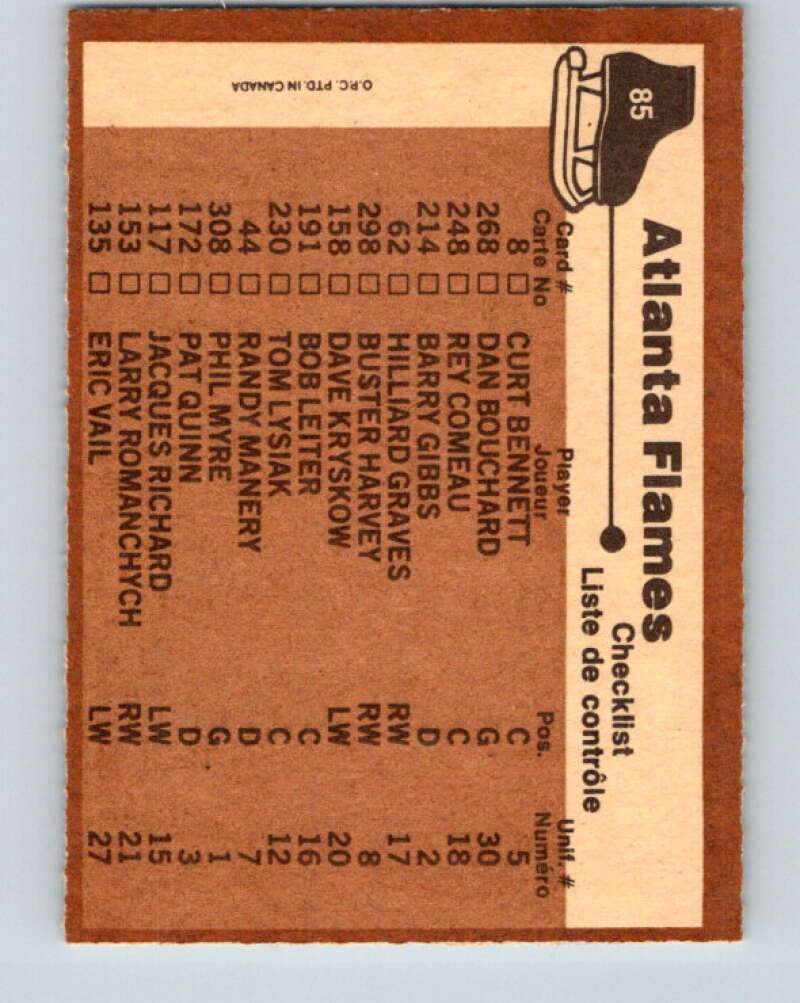 85
Atlanta Flames
Checklist
Liste de contrôle
Card # Player Pos. Unif. #
Carte No Joueur Numéro
8 □ CURT BENNETT C 5
268 □ DAN BOUCHARD G 30
248 □ REY COMEAU C 18
214 □ BARRY GIBBS D 2
62 □ HILLIARD GRAVES RW 17
298 □ BUSTER HARVEY RW 8
158 □ DAVE KRYSKOW LW 20
191 □ BOB LEITER C 16
230 □ TOM LYSIAK C 12
44 □ RANDY MANERY D 7
308 □ PHIL MYRE G 1
172 □ PAT QUINN D 3
117 □ JACQUES RICHARD LW 15
153 □ LARRY ROMANCHYCH RW 21
135 □ ERIC VAIL LW 27
O.P.C. PTD. IN CANADA